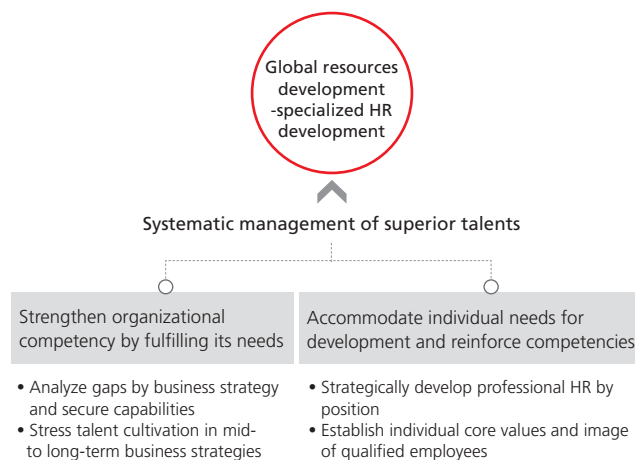 Global resources
development
-specialized HR
development
Systematic management of superior talents
Strengthen organizational
competency by fulfilling its needs
• Analyze gaps by business strategy
and secure capabilities
• Stress talent cultivation in mid-
to long-term business strategies
Accommodate individual needs for
development and reinforce competencies
• Strategically develop professional HR by
position
• Establish individual core values and image
of qualified employees